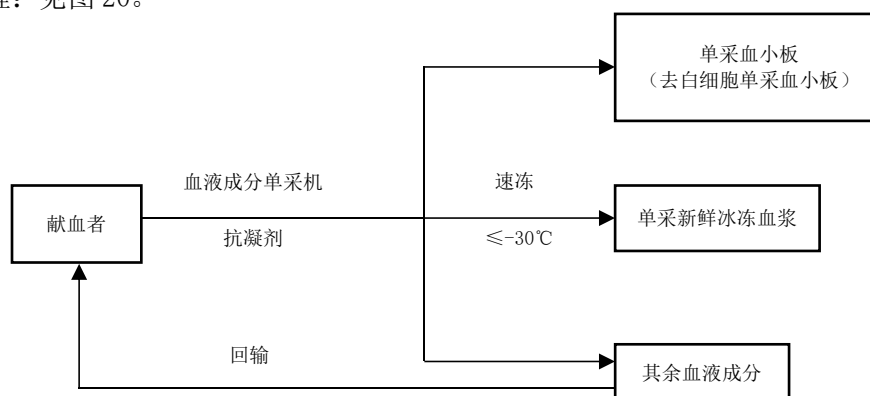 见图 20。
单采血小板
（去白细胞单采血小板）
血液成分单采机
速冻
献血者
单采新鲜冰冻血浆
抗凝剂
≤-30℃
回输
其余血液成分